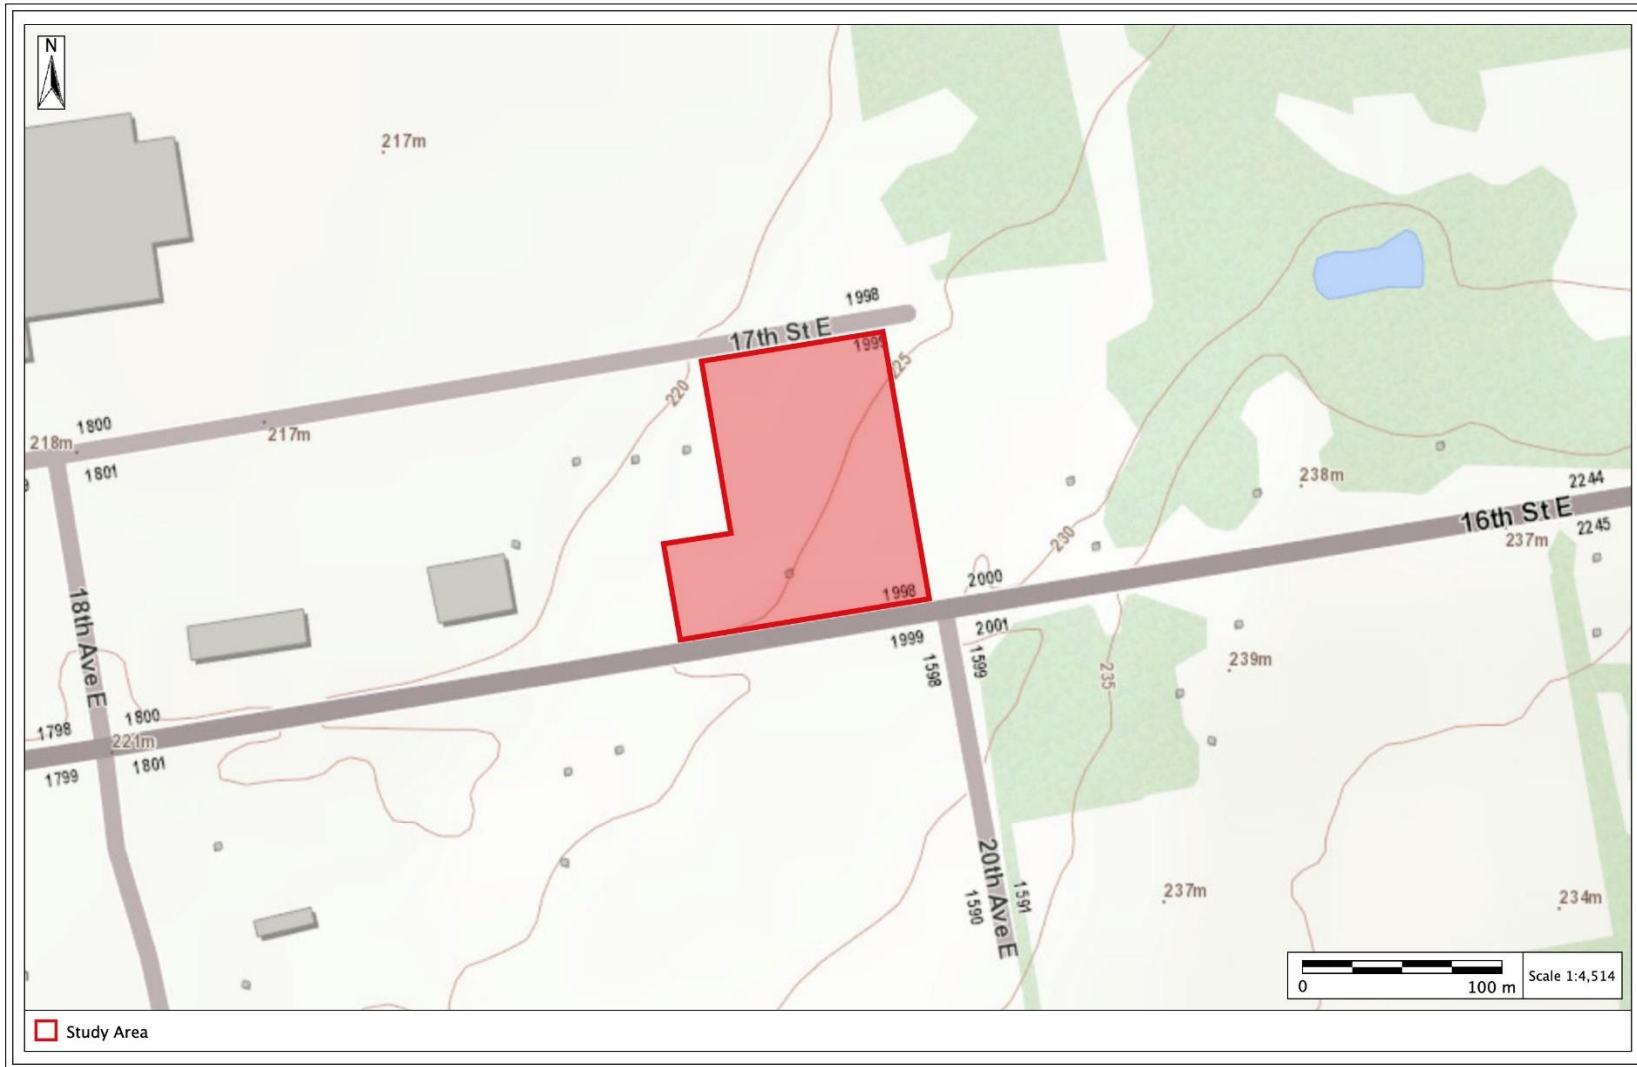 N
217m
1998
17th St E
1999
225
220
1800
218m
217m
1801
238m
2244
16th St E
2245
237m
230
2000
1998
2001
1999
1598
1599
239m
235
18th Ave E
1798
1800
221m
1799
1801
20th Ave E
1591
1590
237m
234m
0
100 m
Scale 1:4,514
Study Area